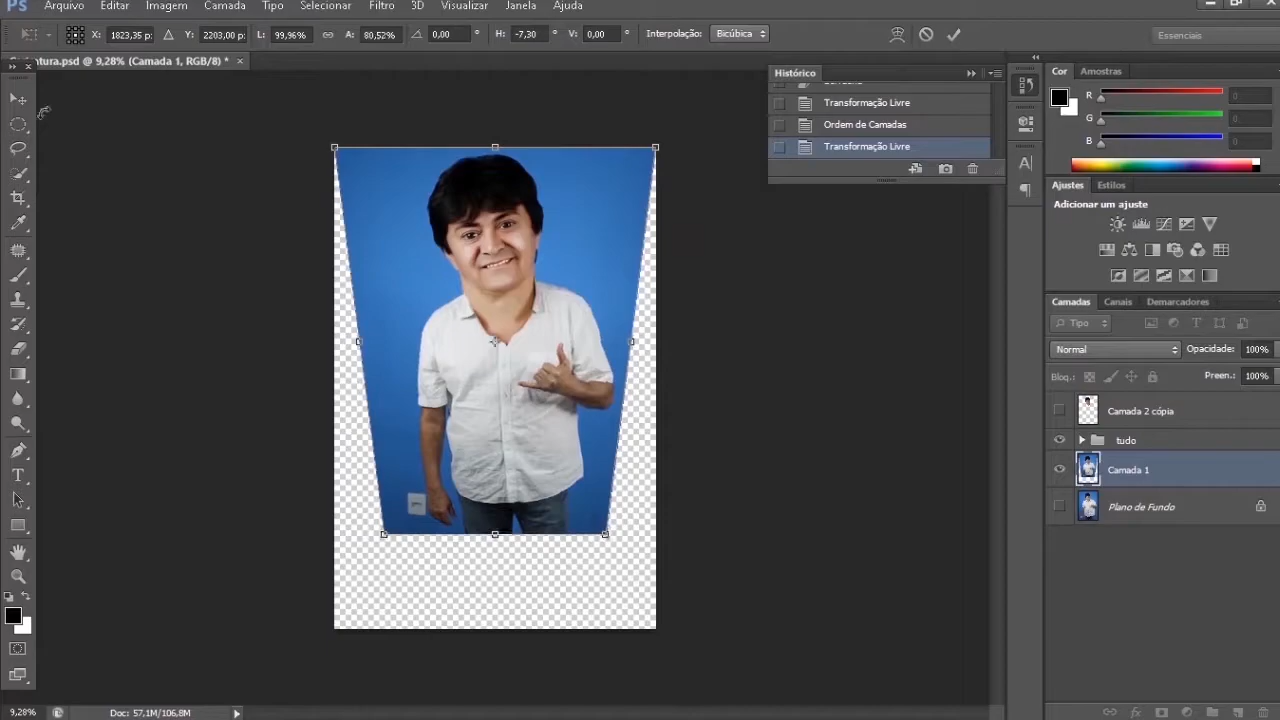 Ps Arquivo Editar Imagem Camada Tipo Selecionar Filtro 3D Visualizar Janela Ajuda
X: 1823,35 p: Y: 2203,00 p: L: 99,96% A: 80,52% 0,00 ° H: -7,30 ° V: 0,00 ° Interpolação: Bicúbica Essenciais
tura.psd @ 9,28% (Camada 1, RGB/8) * ×
Histórico
Transformação Livre
Ordem de Camadas
Transformação Livre
Cor Amostras
R 0
G 0
B 0
Ajustes Estilos
Adicionar um ajuste
Camadas Canais Demarcadores
Tipo
Normal Opacidade: 100%
Bloq.: Preen.: 100%
Camada 2 cópia
tudo
Camada 1
Plano de Fundo
9,28% Doc: 57,1M/106,8M